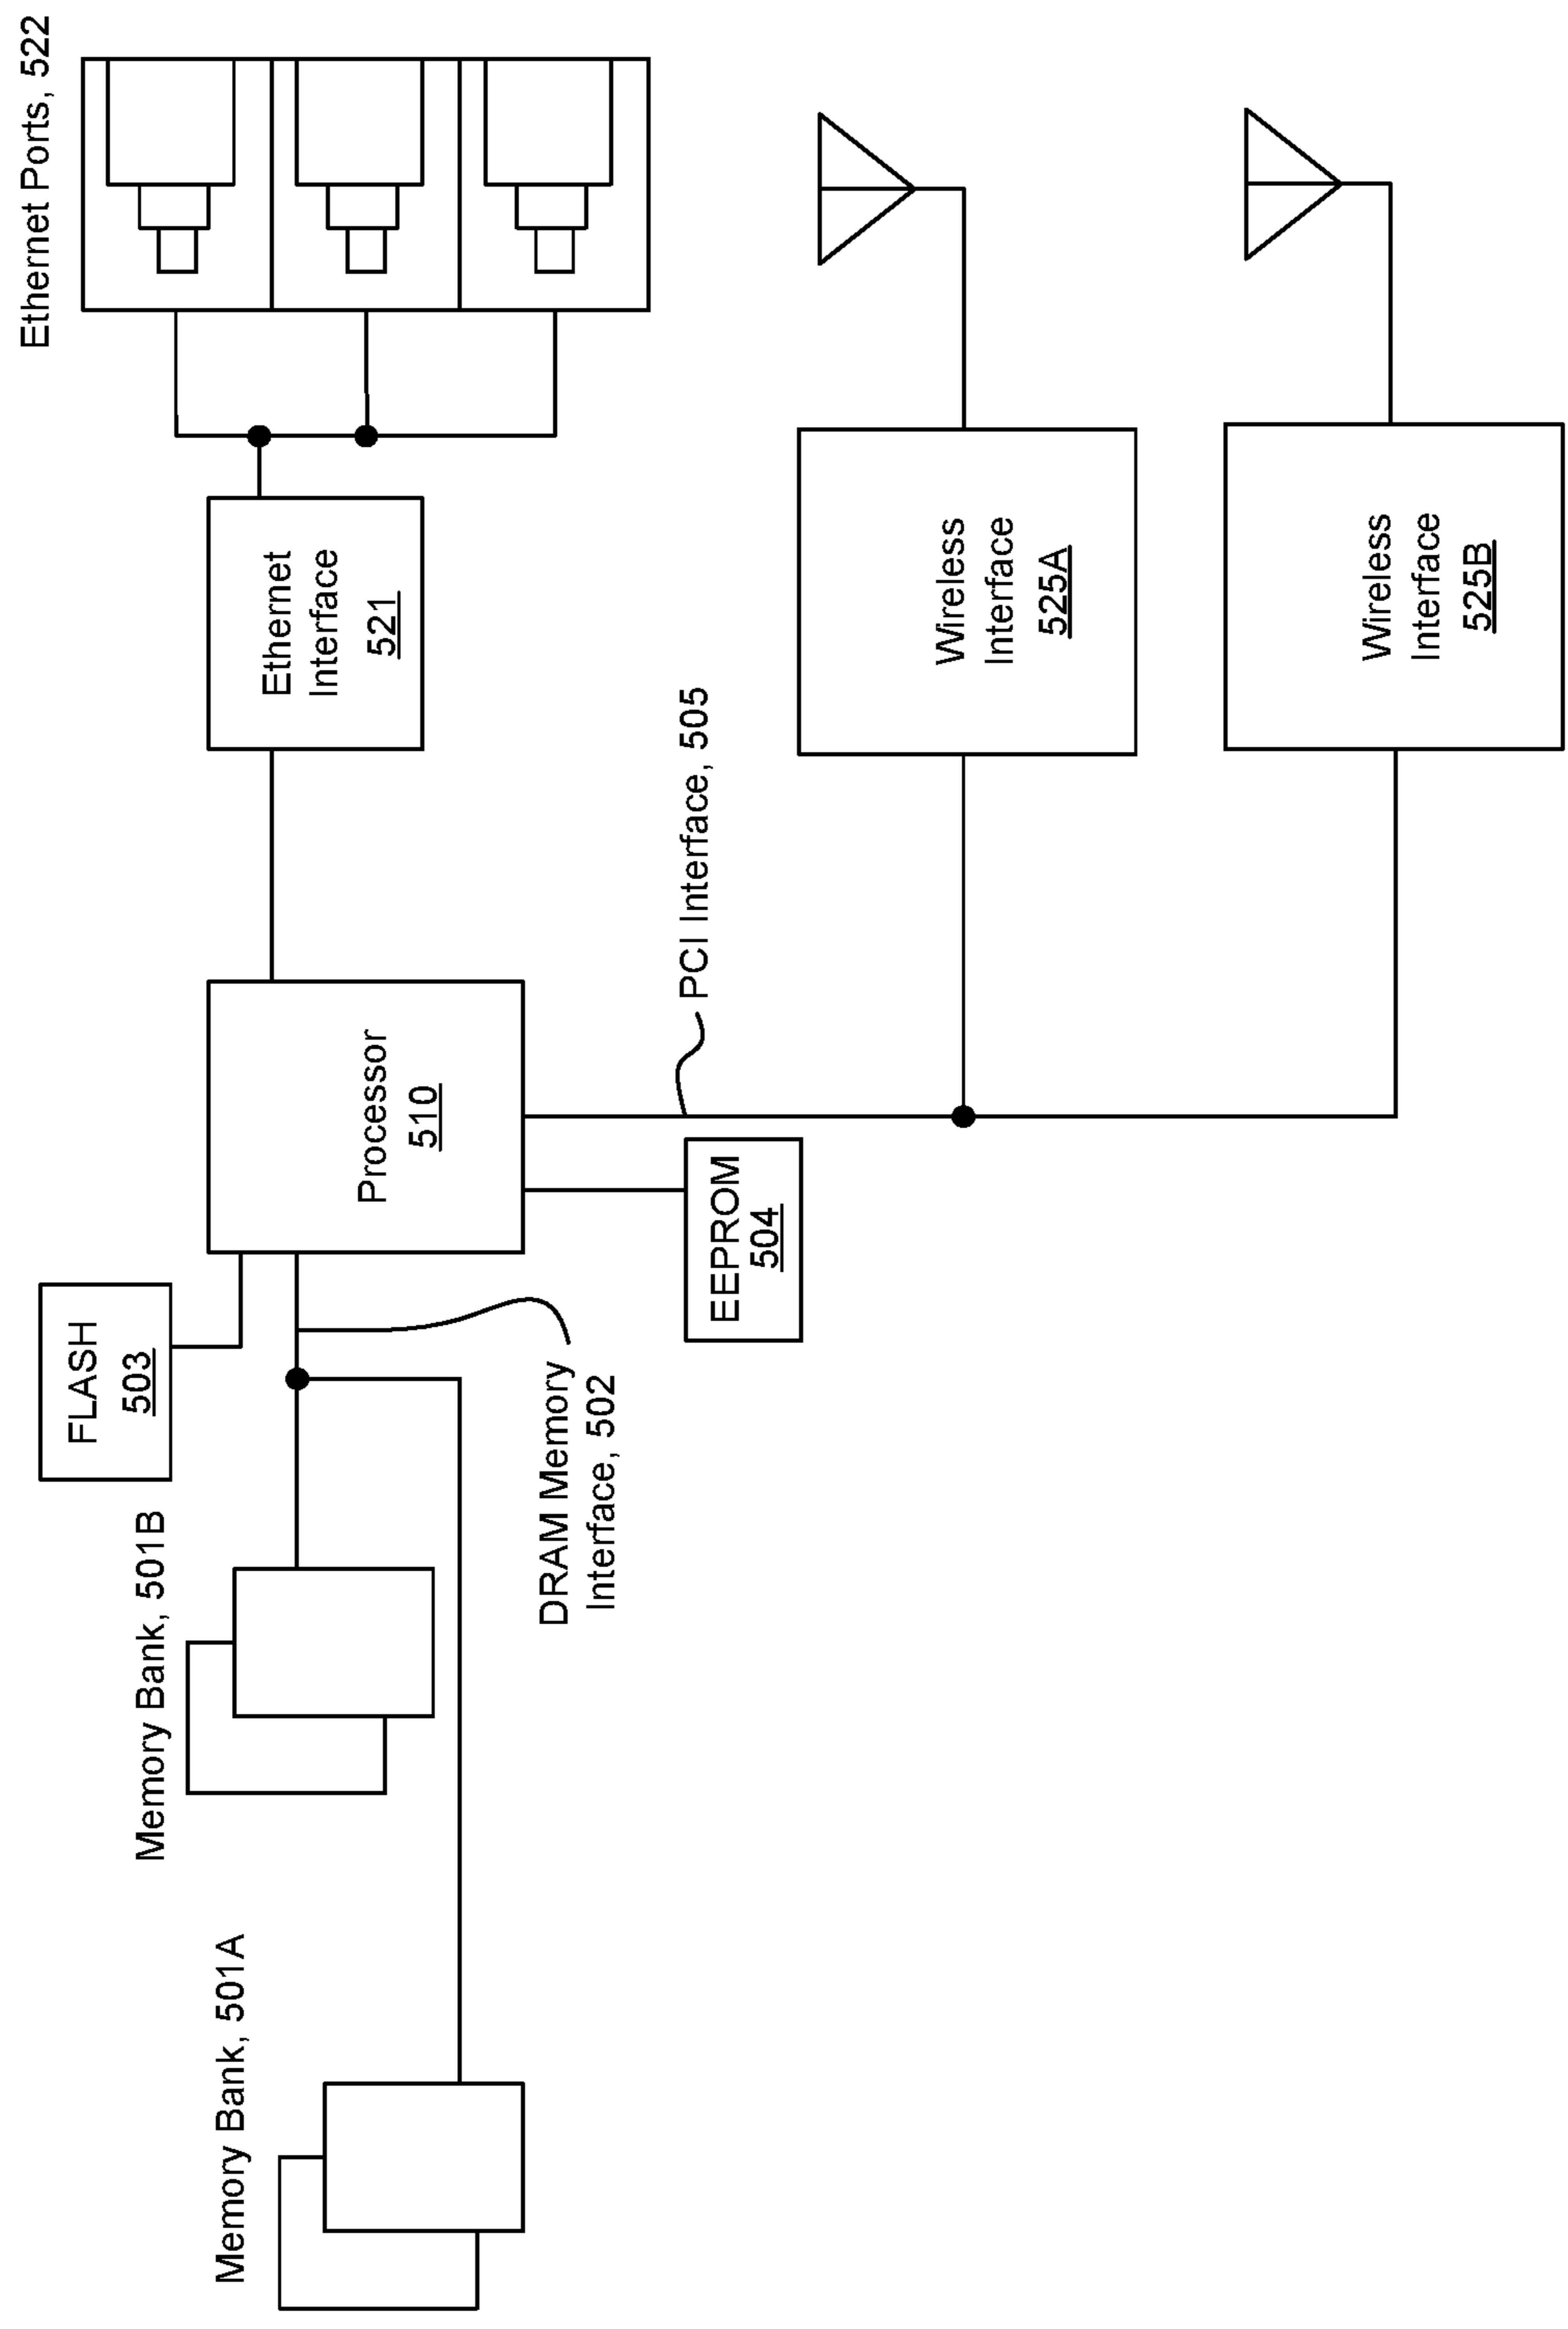 Memory Bank, 501A
Memory Bank, 501B
FLASH
503
DRAM Memory
Interface, 502
Processor
510
EEPROM
504
PCI Interface, 505
Ethernet
Interface
521
Ethernet Ports, 522
Wireless
Interface
525A
Wireless
Interface
525B